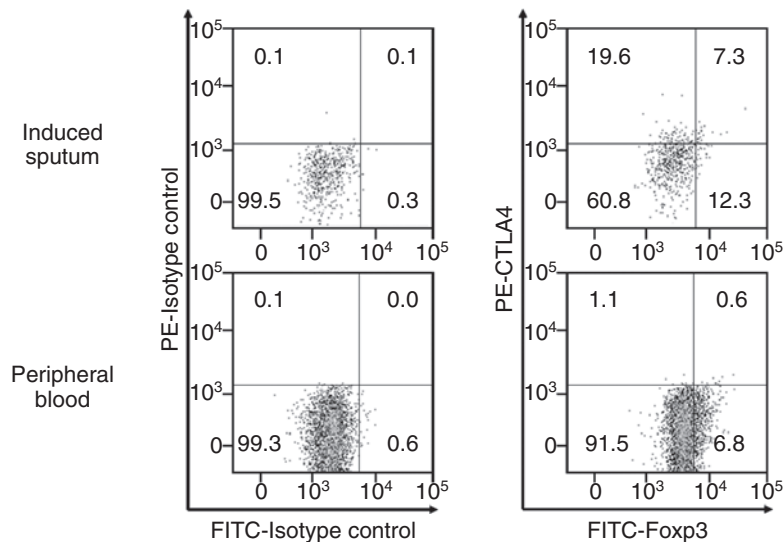 10⁵
0.1 0.1
10⁴
10³
0
99.5 0.3
0 10³ 10⁴ 10⁵
10⁵
19.6 7.3
10⁴
10³
0
60.8 12.3
0 10³ 10⁴ 10⁵
Induced
sputum
10⁵
0.1 0.0
10⁴
10³
0
99.3 0.6
0 10³ 10⁴ 10⁵
10⁵
1.1 0.6
10⁴
10³
0
91.5 6.8
0 10³ 10⁴ 10⁵
Peripheral
blood
PE-Isotype control
FITC-Isotype control
PE-CTLA4
FITC-Foxp3